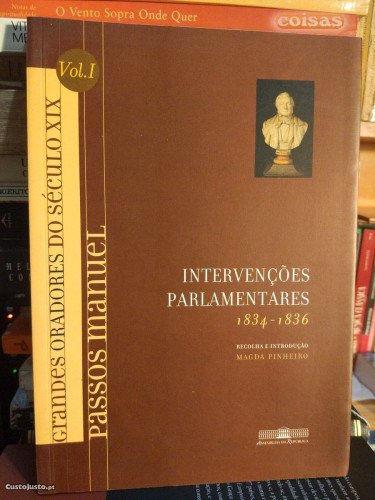 O Vento Sopra Onde Quer
coisas
Vol. I
Grandes Oradores do Século XIX
Passos Manuel
INTERVENÇÕES
PARLAMENTARES
1834-1836
RECOLHA E INTRODUÇÃO
MAGDA PINHEIRO
ASSEMBLEIA DA REPÚBLICA
CustoJusto.pt